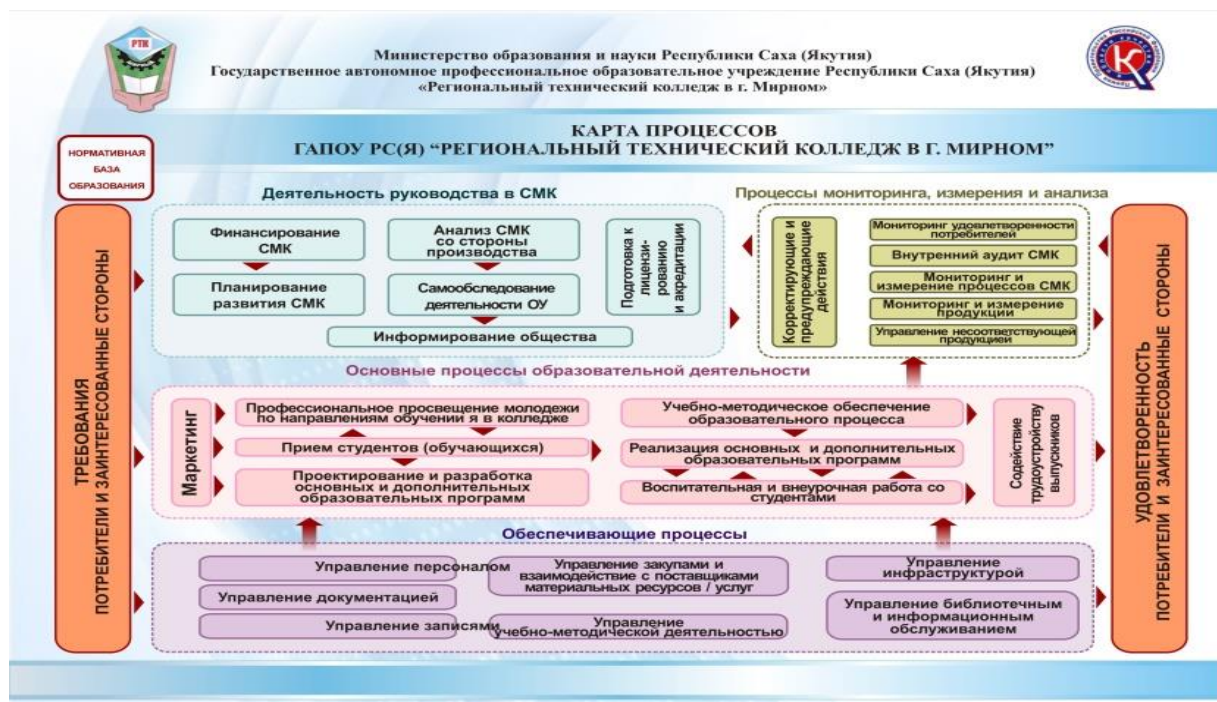 РТК
Министерство образования и науки Республики Саха (Якутия)
Государственное автономное профессиональное образовательное учреждение Республики Саха (Якутия)
«Региональный технический колледж в г. Мирном»
КАРТА ПРОЦЕССОВ
ГАПОУ РС(Я) “РЕГИОНАЛЬНЫЙ ТЕХНИЧЕСКИЙ КОЛЛЕДЖ В Г. МИРНОМ”
НОРМАТИВНАЯ
БАЗА
ОБРАЗОВАНИЯ
ТРЕБОВАНИЯ
ПОТРЕБИТЕЛИ И ЗАИНТЕРЕСОВАННЫЕ СТОРОНЫ
Деятельность руководства в СМК
Финансирование
СМК
Планирование
развития СМК
Анализ СМК
со стороны
производства
Самообследование
деятельности ОУ
Информирование общества
Подготовка к
лицензи-
рованию
и акредитации
Процессы мониторинга, измерения и анализа
Корректирующие и
предупреждающие
действия
Мониторинг удовлетворенности
потребителей
Внутренний аудит СМК
Мониторинг и
измерение процессов СМК
Мониторинг и измерение
продукции
Управление несоответствующей
продукцией
Основные процессы образовательной деятельности
Маркетинг
Профессиональное просвещение молодежи
по направлениям обучения я в колледже
Прием студентов (обучающихся)
Проектирование и разработка
основных и дополнительных
образовательных программ
Учебно-методическое обеспечение
образовательного процесса
Реализация основных и дополнительных
образовательных программ
Воспитательная и внеурочная работа со
студентами
Содействие
трудоустройству
выпускников
Обеспечивающие процессы
Управление персоналом
Управление документацией
Управление записями
Управление закупами и
взаимодействие с поставщиками
материальных ресурсов / услуг
Управление
учебно-методической деятельностью
Управление
инфраструктурой
Управление библиотечным
и информационным
обслуживанием
УДОВЛЕТВОРЕННОСТЬ
ПОТРЕБИТЕЛИ И ЗАИНТЕРЕСОВАННЫЕ СТОРОНЫ